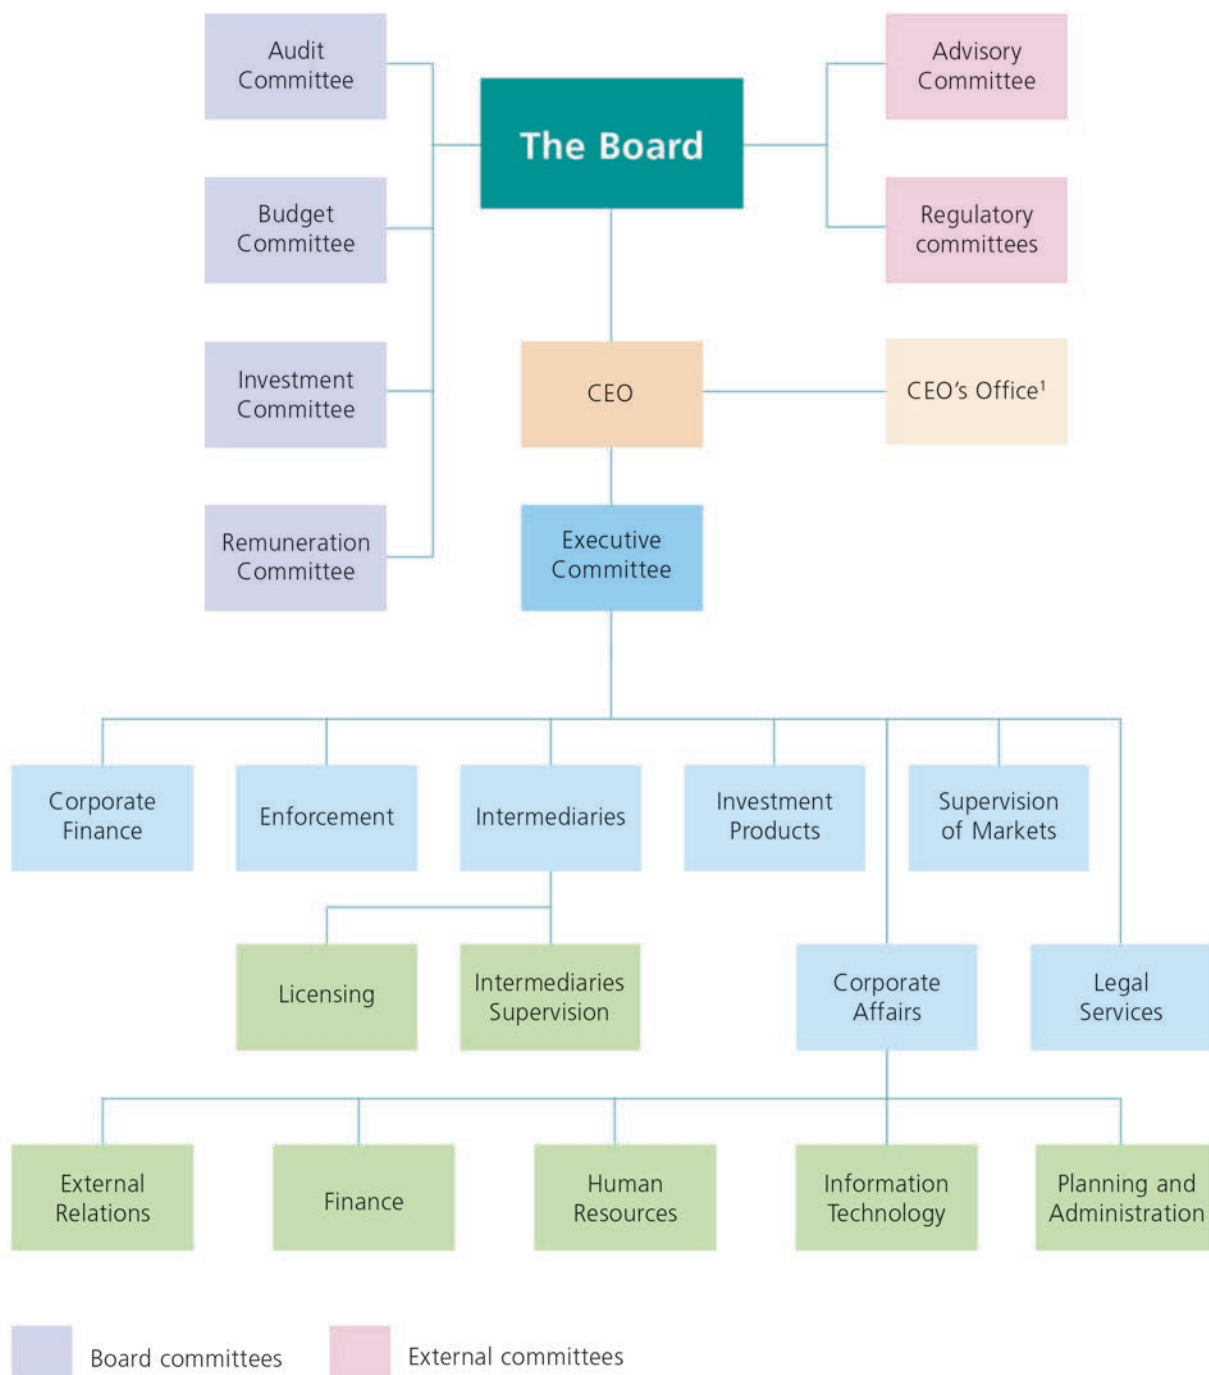 Audit
Committee
Advisory
Committee
The Board
Budget
Committee
Regulatory
committees
Investment
Committee
CEO
CEO’s Office¹
Remuneration
Committee
Executive
Committee
Corporate
Finance
Enforcement
Intermediaries
Investment
Products
Supervision
of Markets
Licensing
Intermediaries
Supervision
Corporate
Affairs
Legal
Services
External
Relations
Finance
Human
Resources
Information
Technology
Planning and
Administration
Board committees
External committees